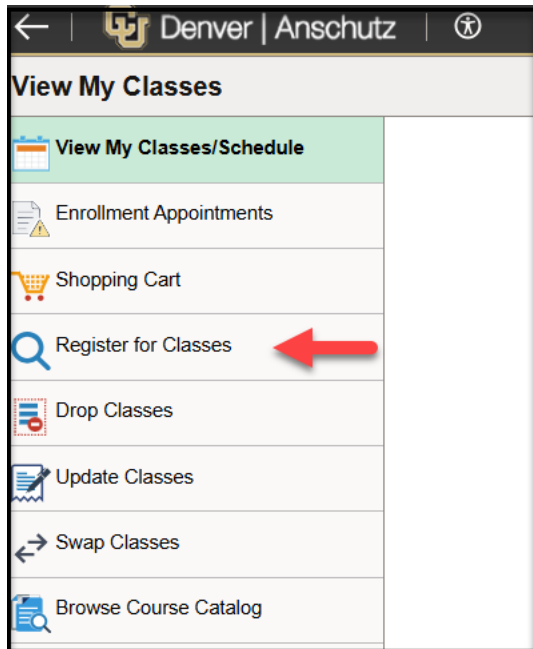 CU Denver | Anschutz
View My Classes
View My Classes/Schedule
Enrollment Appointments
Shopping Cart
Register for Classes
Drop Classes
Update Classes
Swap Classes
Browse Course Catalog